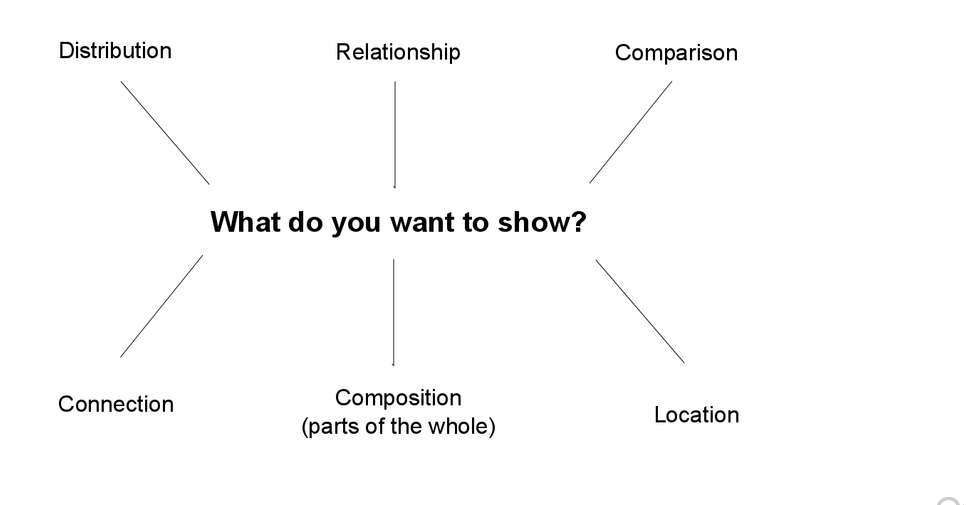 Distribution
Relationship
Comparison
What do you want to show?
Connection
Composition
(parts of the whole)
Location